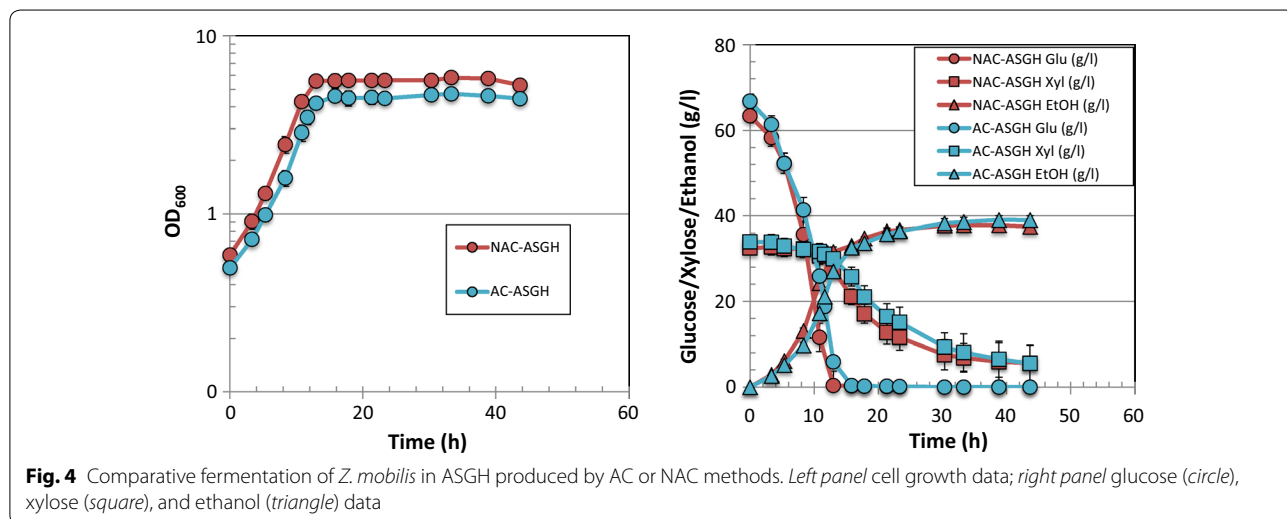 10
1
0
OD600
0 20 40 60
Time (h)
NAC-ASGH
AC-ASGH
80
60
40
20
0
Glucose/Xylose/Ethanol (g/l)
0 10 20 30 40 50 60
Time (h)
NAC-ASGH Glu (g/l)
NAC-ASGH Xyl (g/l)
NAC-ASGH EtOH (g/l)
AC-ASGH Glu (g/l)
AC-ASGH Xyl (g/l)
AC-ASGH EtOH (g/l)
Fig. 4 Comparative fermentation of Z. mobilis in ASGH produced by AC or NAC methods. Left panel cell growth data; right panel glucose (circle),
xylose (square), and ethanol (triangle) data